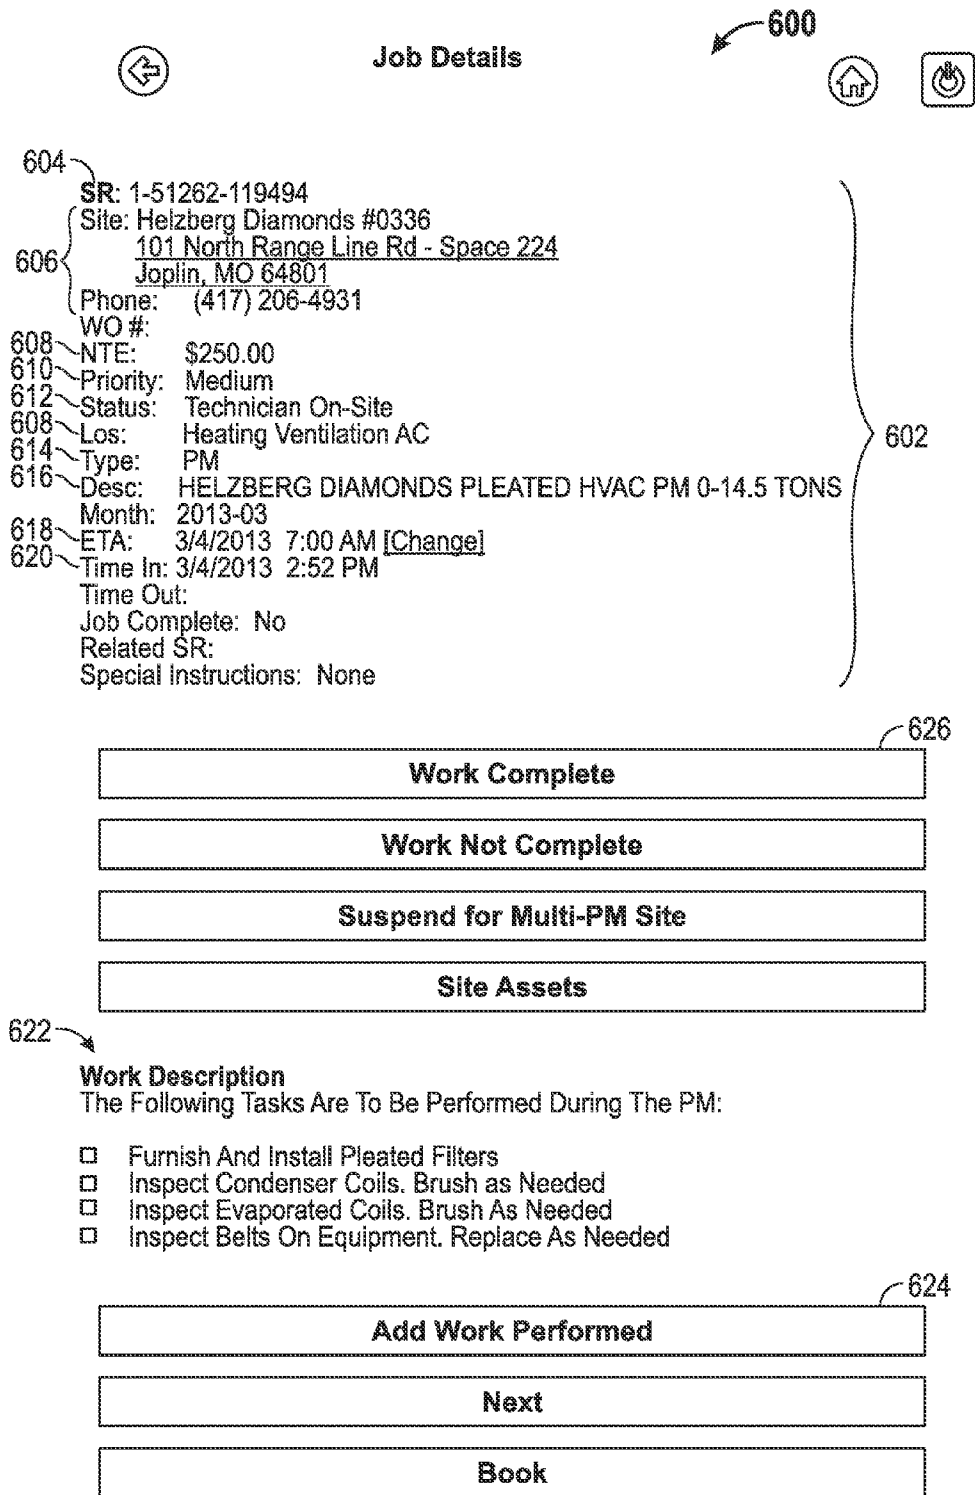 600
Job Details
604
SR: 1-51262-119494
Site: Helzberg Diamonds #0336
101 North Range Line Rd - Space 224
606
Joplin, MO 64801
Phone: (417) 206-4931
WO #:
608 NTE: $250.00
610 Priority: Medium
612 Status: Technician On-Site
608 Los: Heating Ventilation AC
602
614 Type: PM
616 Desc: HELZBERG DIAMONDS PLEATED HVAC PM 0-14.5 TONS
Month: 2013-03
618 ETA: 3/4/2013 7:00 AM [Change]
620 Time In: 3/4/2013 2:52 PM
Time Out:
Job Complete: No
Related SR:
Special Instructions: None
626
Work Complete
Work Not Complete
Suspend for Multi-PM Site
Site Assets
622
Work Description
The Following Tasks Are To Be Performed During The PM:
Furnish And Install Pleated Filters
Inspect Condenser Coils. Brush as Needed
Inspect Evaporated Coils. Brush As Needed
Inspect Belts On Equipment. Replace As Needed
624
Add Work Performed
Next
Book